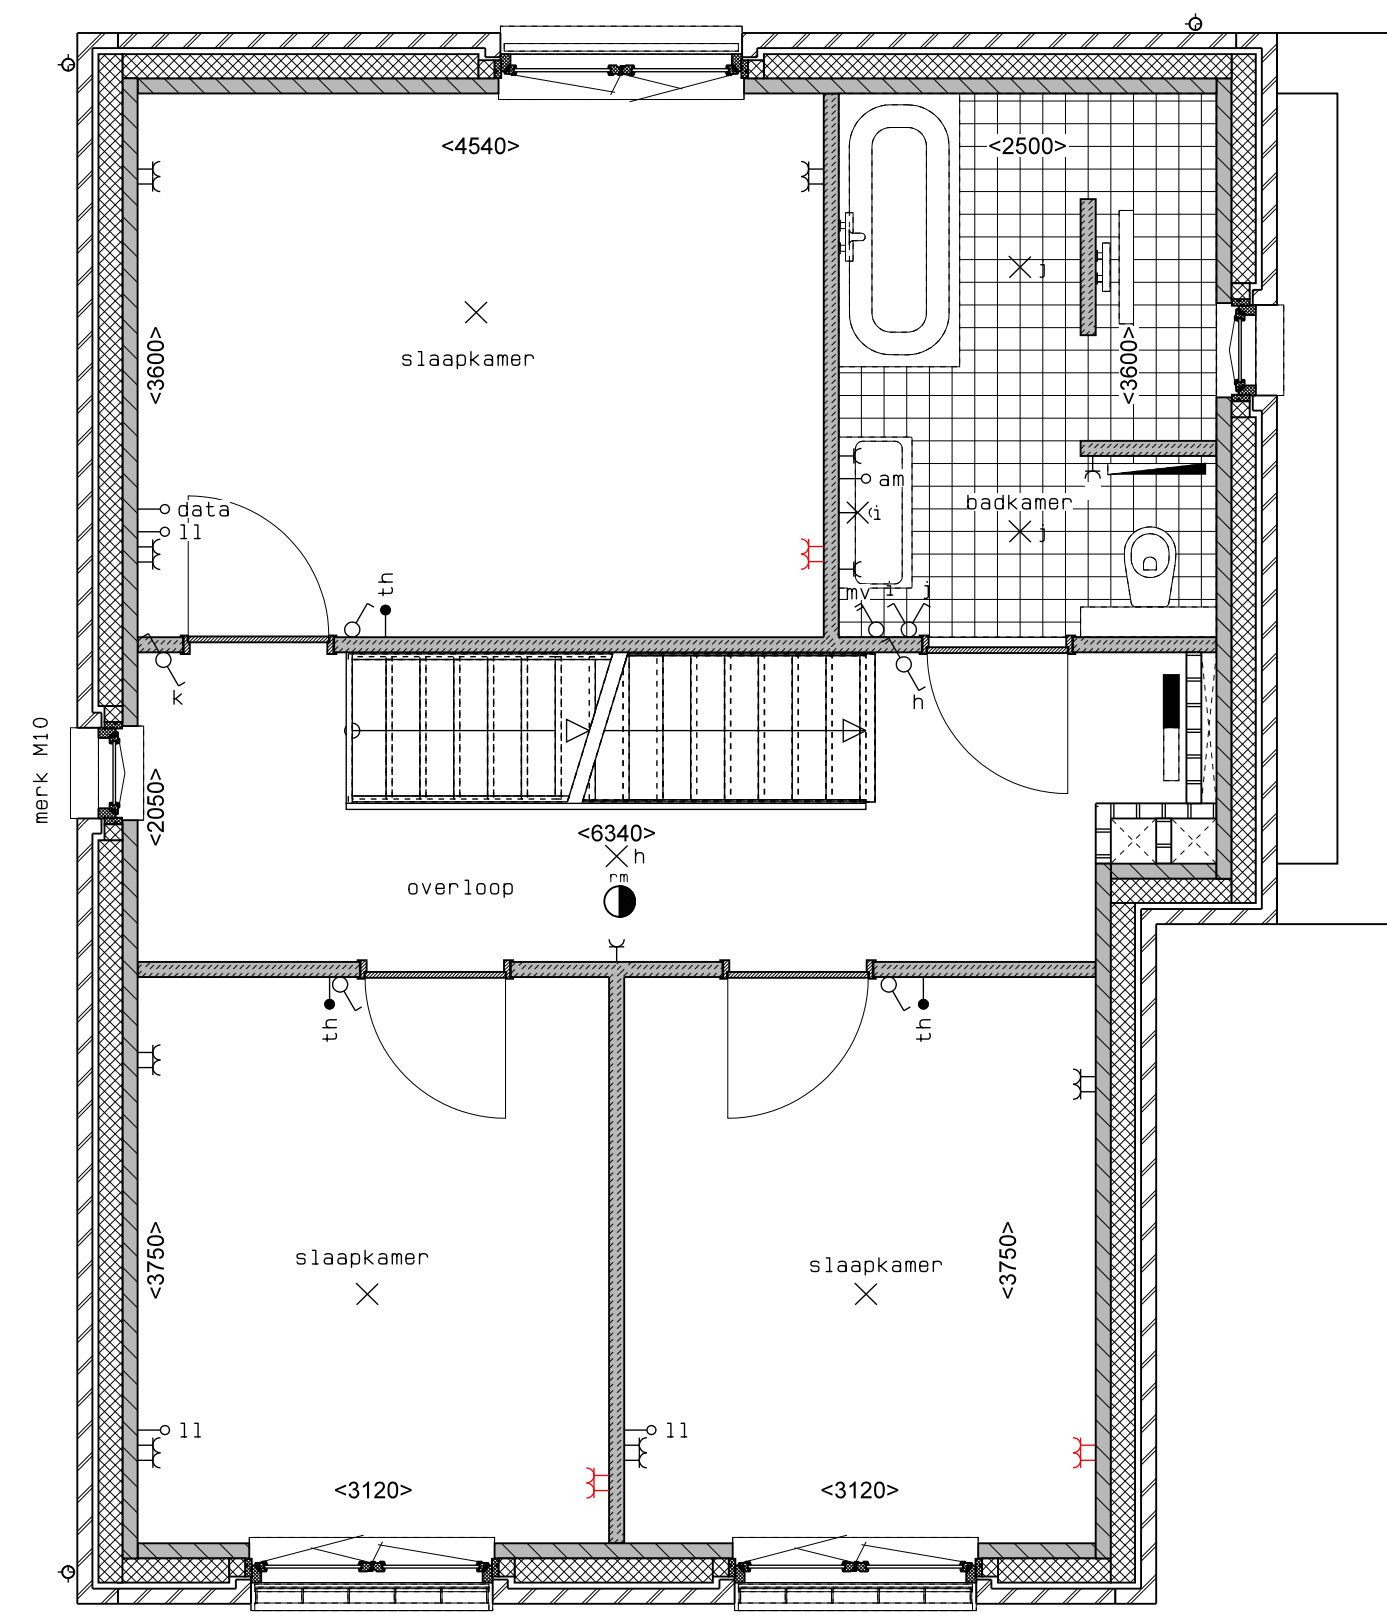 <4540>
<2500>
j
<3600>
slaapkamer
<3600>
am
i
badkamer
j
data
ll
th
mv i j
k
h
merk M10
<2050>
<6340>
h
rm
overloop
th
th
<3750>
slaapkamer
slaapkamer
<3750>
ll
ll
<3120>
<3120>